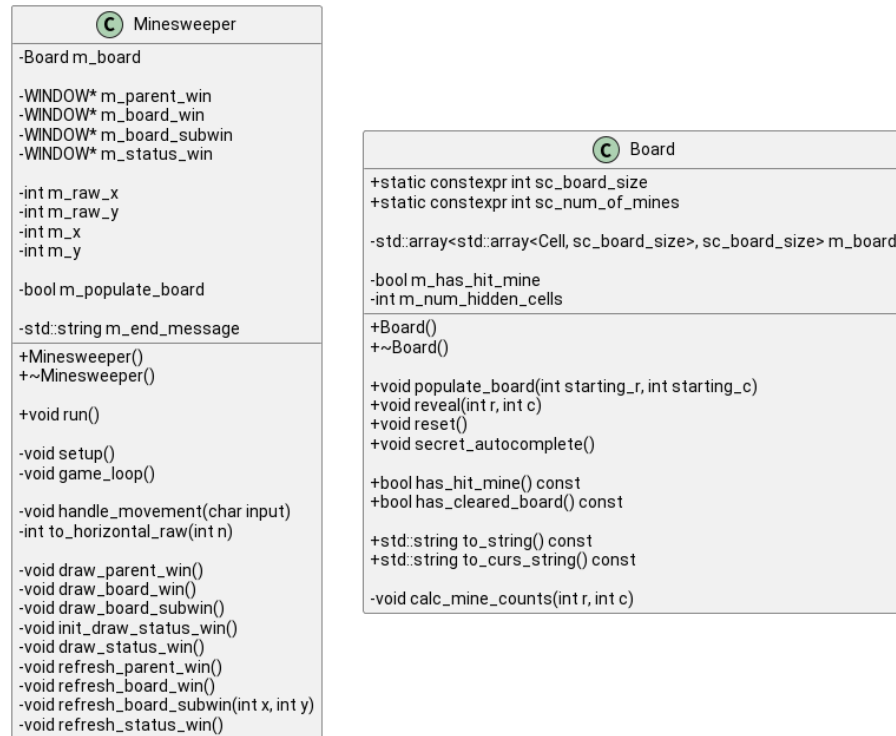 C Minesweeper
-Board m_board
-WINDOW* m_parent_win
-WINDOW* m_board_win
-WINDOW* m_board_subwin
-WINDOW* m_status_win
-int m_raw_x
-int m_raw_y
-int m_x
-int m_y
-bool m_populate_board
-std::string m_end_message
+Minesweeper()
+~Minesweeper()
+void run()
-void setup()
-void game_loop()
-void handle_movement(char input)
-int to_horizontal_raw(int n)
-void draw_parent_win()
-void draw_board_win()
-void draw_board_subwin()
-void init_draw_status_win()
-void draw_status_win()
-void refresh_parent_win()
-void refresh_board_win()
-void refresh_board_subwin(int x, int y)
-void refresh_status_win()
C Board
+static constexpr int sc_board_size
+static constexpr int sc_num_of_mines
-std::array<std::array<Cell, sc_board_size>, sc_board_size> m_board
-bool m_has_hit_mine
-int m_num_hidden_cells
+Board()
+~Board()
+void populate_board(int starting_r, int starting_c)
+void reveal(int r, int c)
+void reset()
+void secret_autocomplete()
+bool has_hit_mine() const
+bool has_cleared_board() const
+std::string to_string() const
+std::string to_curs_string() const
-void calc_mine_counts(int r, int c)